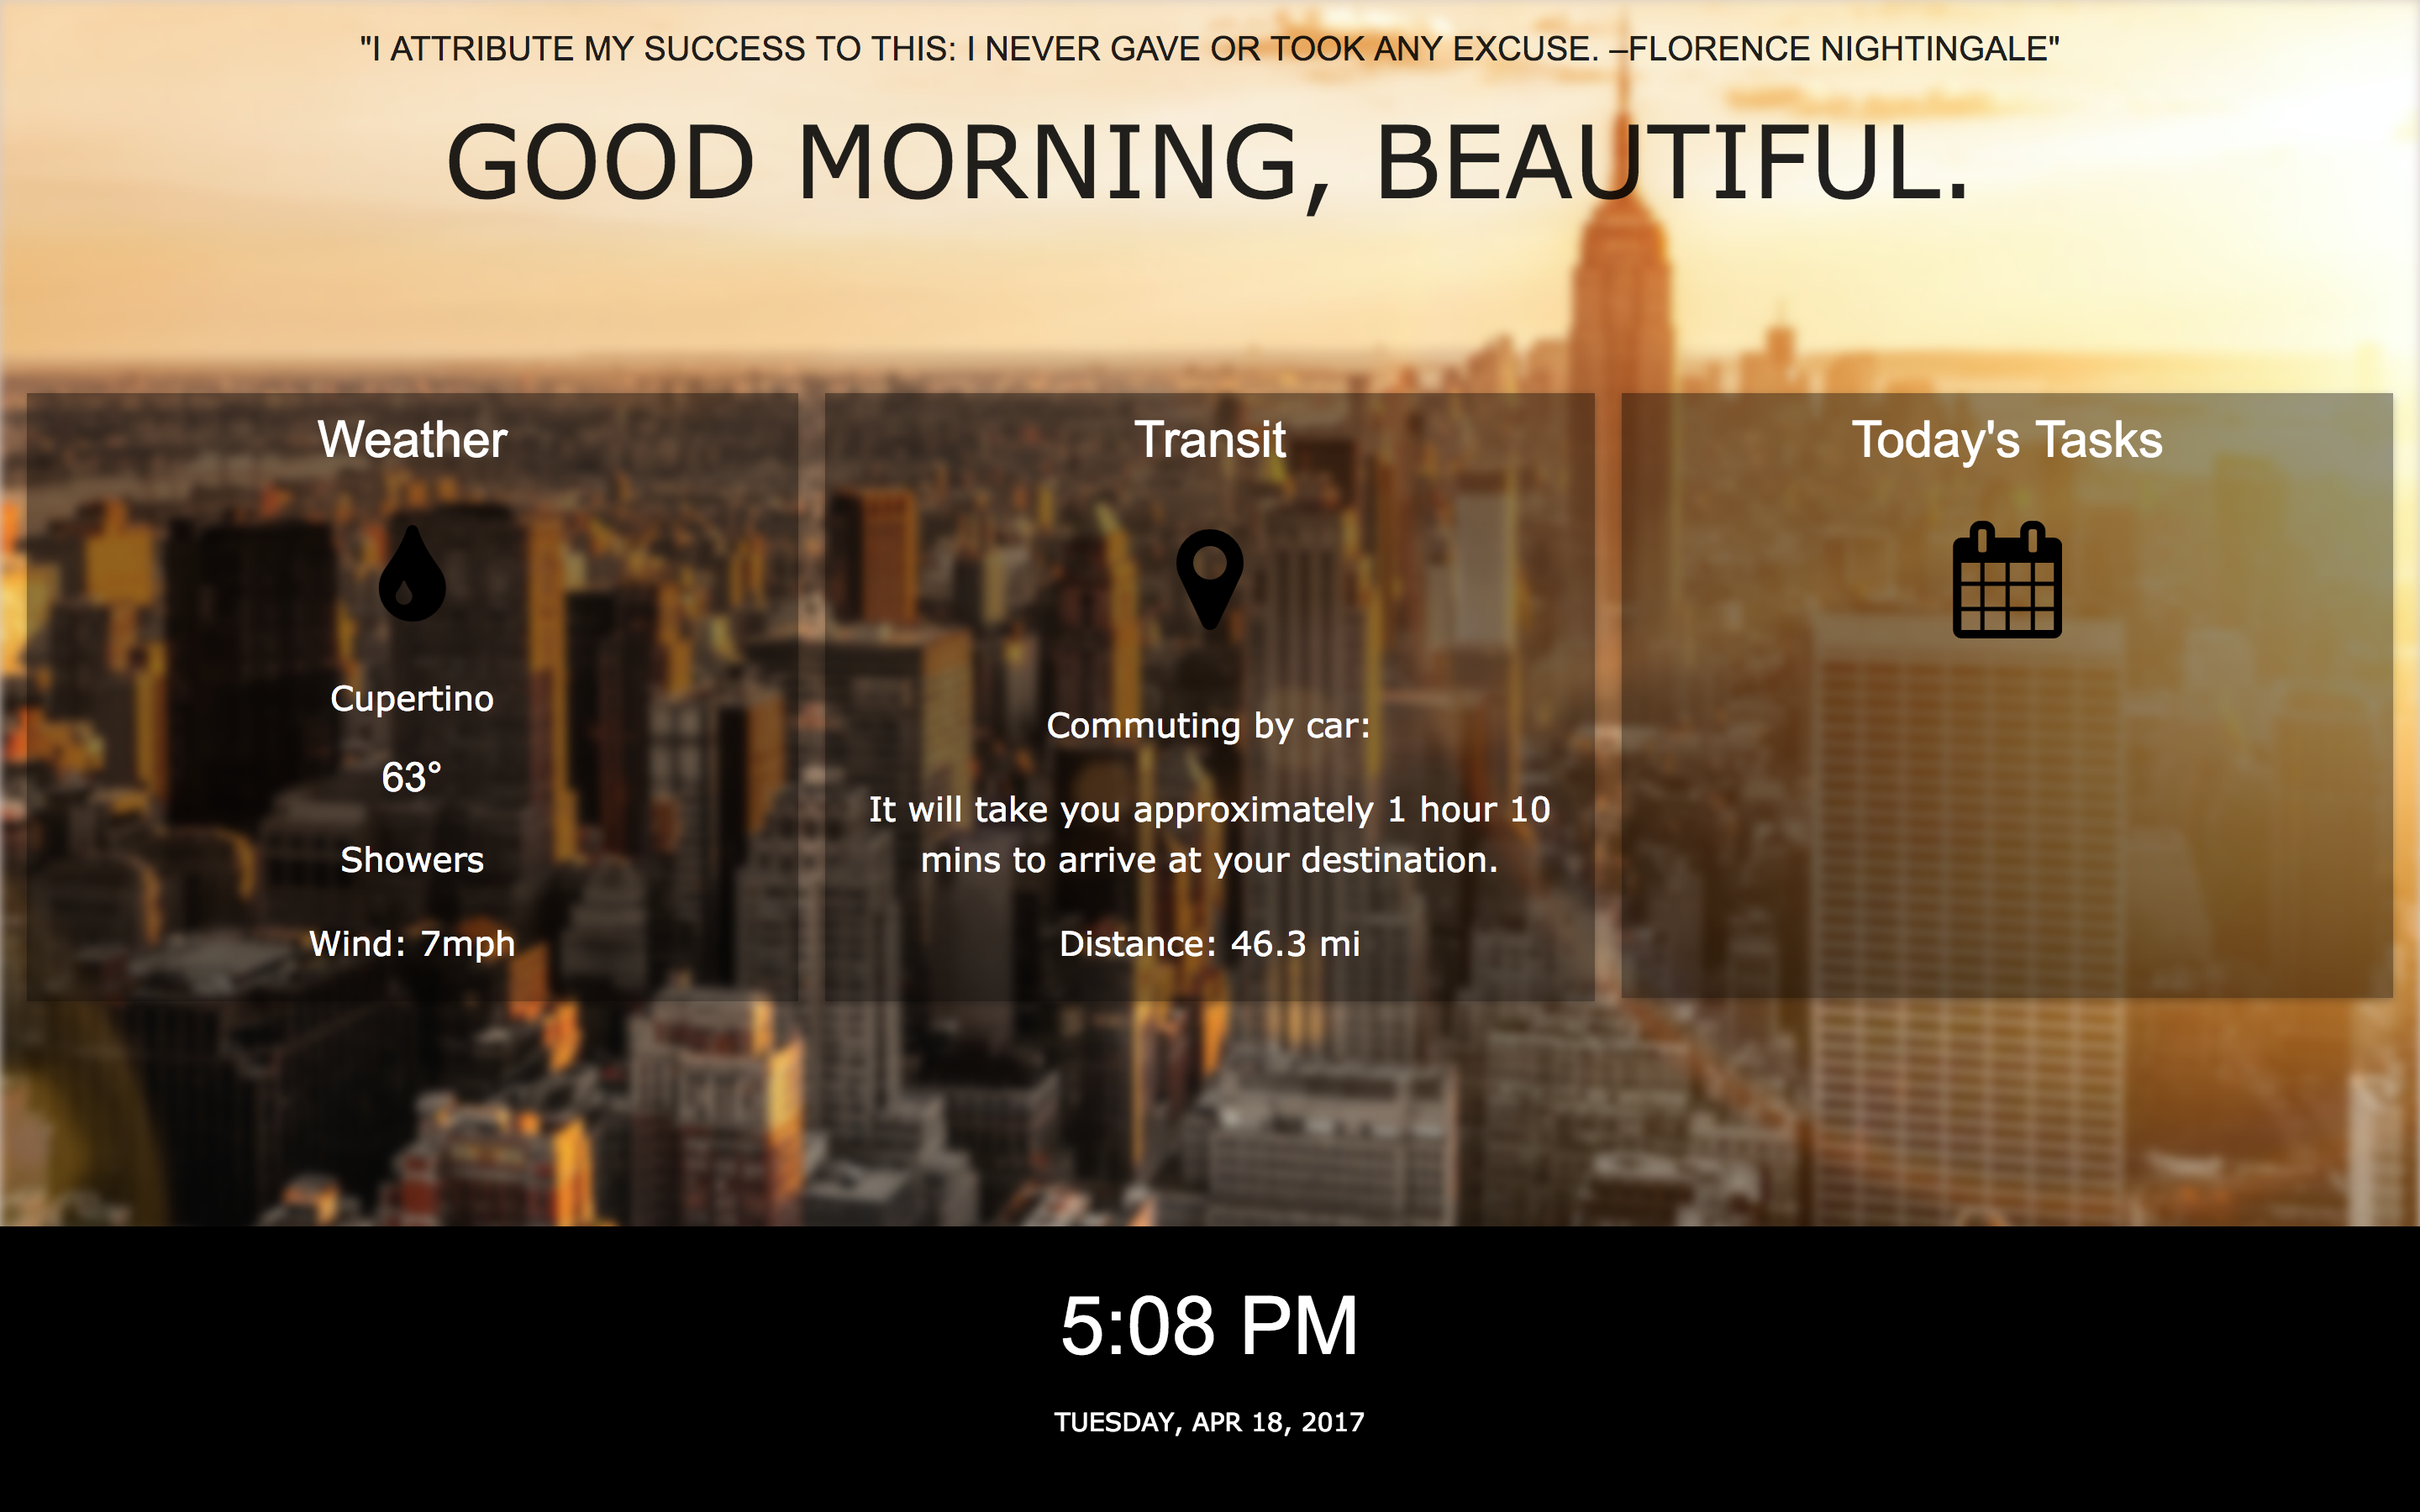 "I ATTRIBUTE MY SUCCESS TO THIS: I NEVER GAVE OR TOOK ANY EXCUSE. –FLORENCE NIGHTINGALE"
GOOD MORNING, BEAUTIFUL.
Weather
Cupertino
63°
Showers
Wind: 7mph
Transit
Commuting by car:
It will take you approximately 1 hour 10
mins to arrive at your destination.
Distance: 46.3 mi
Today's Tasks
5:08 PM
TUESDAY, APR 18, 2017